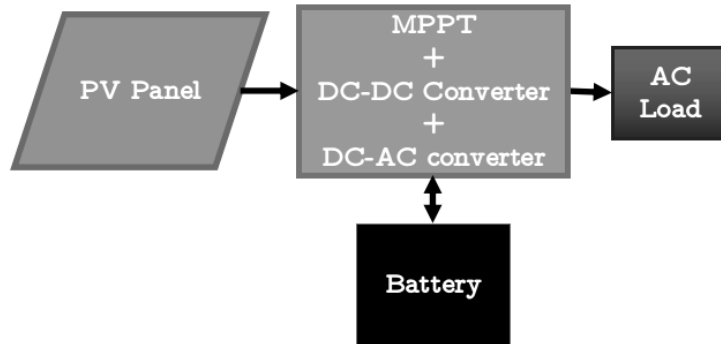 PV Panel
MPPT
+
DC-DC Converter
+
DC-AC converter
AC
Load
Battery